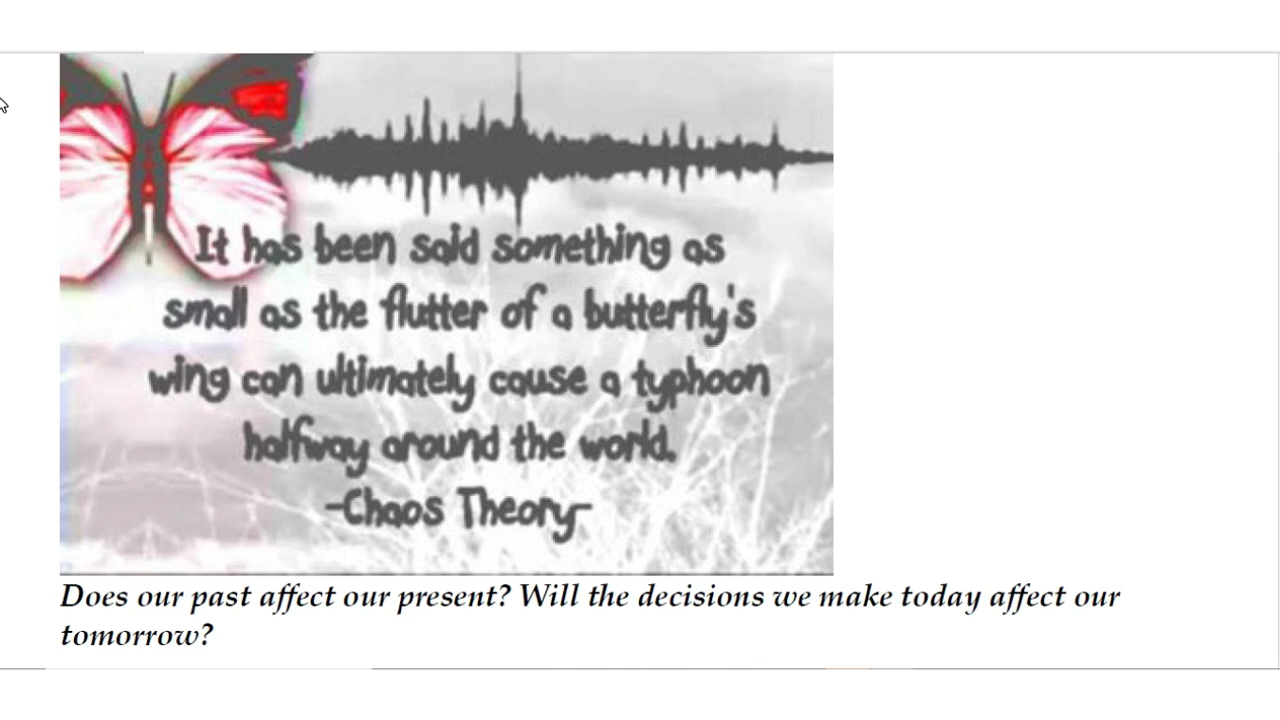 It has been said something as
small as the flutter of a butterfly's
wing can ultimately cause a typhoon
halfway around the world.
-Chaos Theory-
Does our past affect our present? Will the decisions we make today affect our
tomorrow?